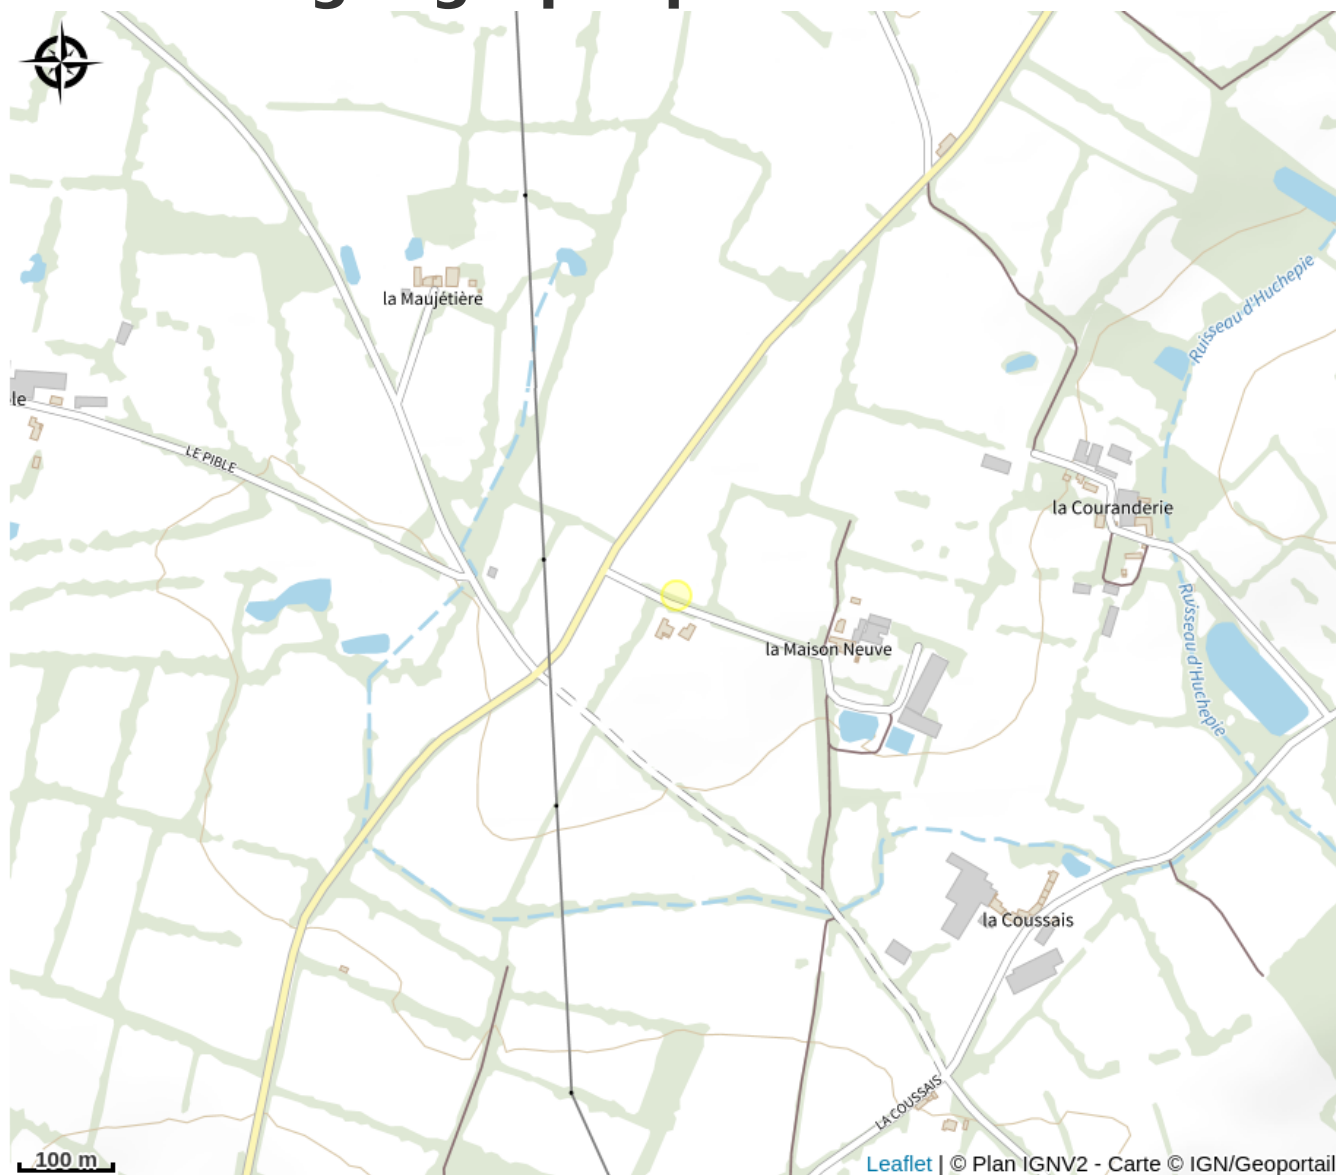 la Maujétière
Ruisseau d'Huchepie
le
LE PIBLE
la Couranderie
Ruisseau d'Huchepie
la Maison Neuve
la Coussais
LA COUSSAIS
100 m
Leaflet | © Plan IGNV2 - Carte © IGN/Geoportail